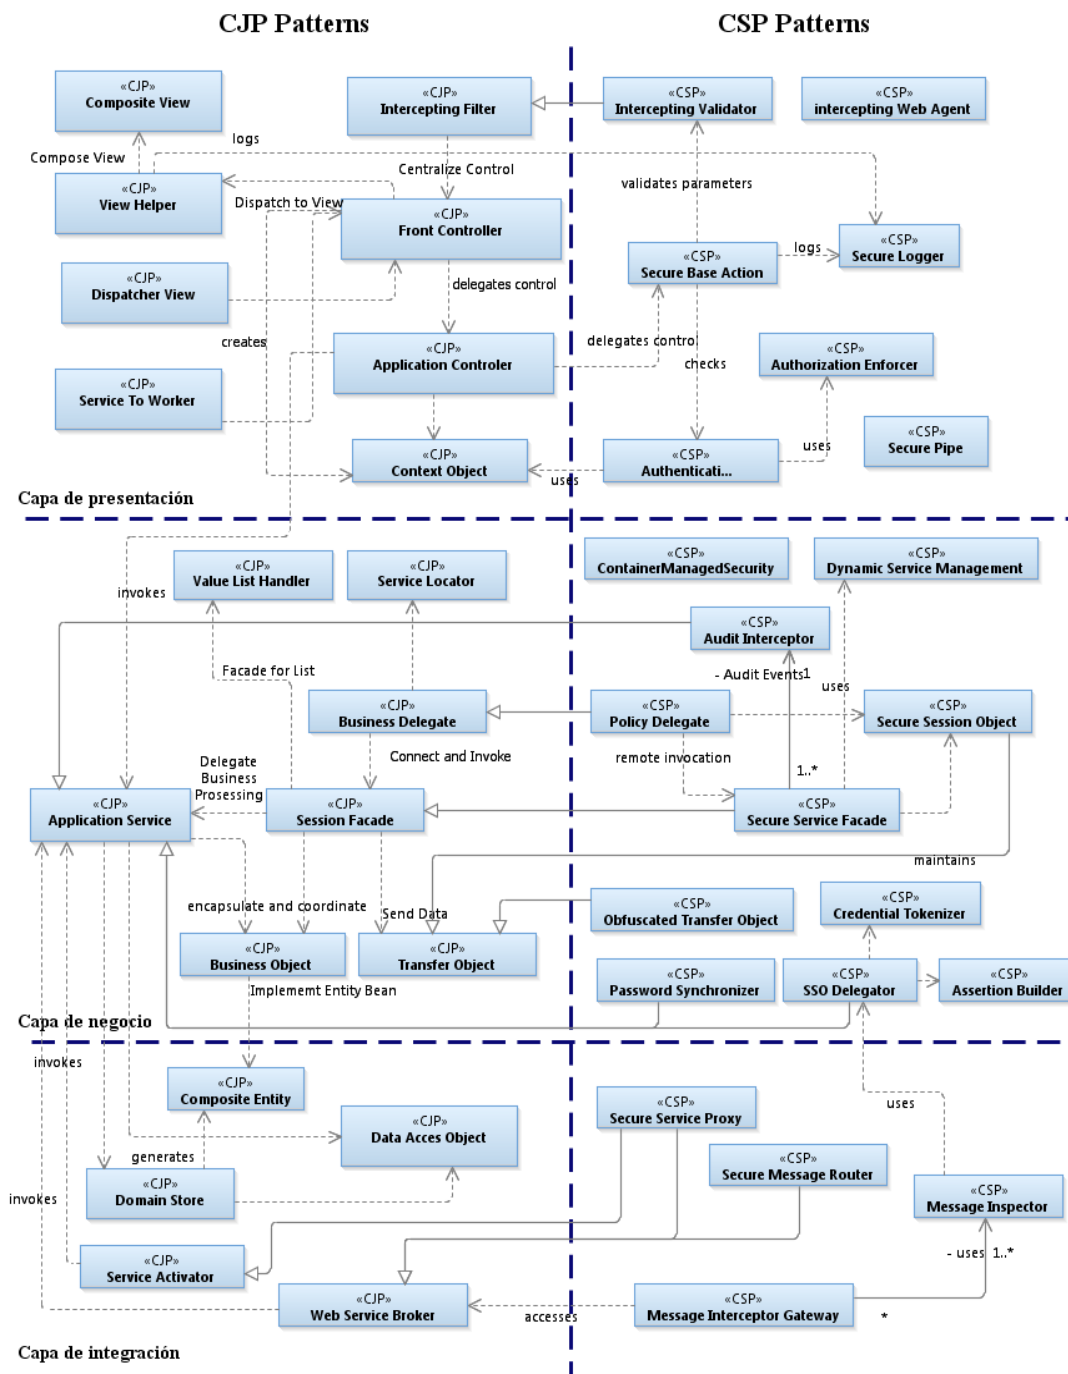 CJP Patterns
CSP Patterns
«CJP»
Composite View
«CJP»
Intercepting Filter
«CSP»
Intercepting Validator
«CSP»
intercepting Web Agent
logs
Compose View
Centralize Control
«CJP»
View Helper
validates parameters
Dispatch to View
«CJP»
Front Controller
«CSP»
Secure Base Action
logs
«CSP»
Secure Logger
«CJP»
Dispatcher View
delegates control
creates
«CJP»
Application Controler
delegates control
checks
«CSP»
Authorization Enforcer
«CJP»
Service To Worker
«CSP»
Secure Pipe
«CJP»
Context Object
uses
«CSP»
Authenticati...
uses
Capa de presentación
«CJP»
Value List Handler
«CJP»
Service Locator
«CSP»
ContainerManagedSecurity
«CSP»
Dynamic Service Management
invokes
«CSP»
Audit Interceptor
Facade for List
- Audit Events
1
uses
«CJP»
Business Delegate
«CSP»
Policy Delegate
«CSP»
Secure Session Object
Connect and Invoke
remote invocation
Delegate
Business
Prosessing
1..*
«CJP»
Application Service
«CJP»
Session Facade
«CSP»
Secure Service Facade
maintains
encapsulate and coordinate
Send Data
«CSP»
Obfuscated Transfer Object
«CSP»
Credential Tokenizer
«CJP»
Business Object
«CJP»
Transfer Object
«CSP»
Password Synchronizer
«CSP»
SSO Delegator
«CSP»
Assertion Builder
Implememt Entity Bean
Capa de negocio
invokes
«CJP»
Composite Entity
«CSP»
Secure Service Proxy
uses
«CJP»
Data Acces Object
generates
«CSP»
Secure Message Router
«CJP»
Domain Store
invokes
«CSP»
Message Inspector
«CJP»
Service Activator
- uses
1..*
«CJP»
Web Service Broker
accesses
«CSP»
Message Interceptor Gateway
*
Capa de integración